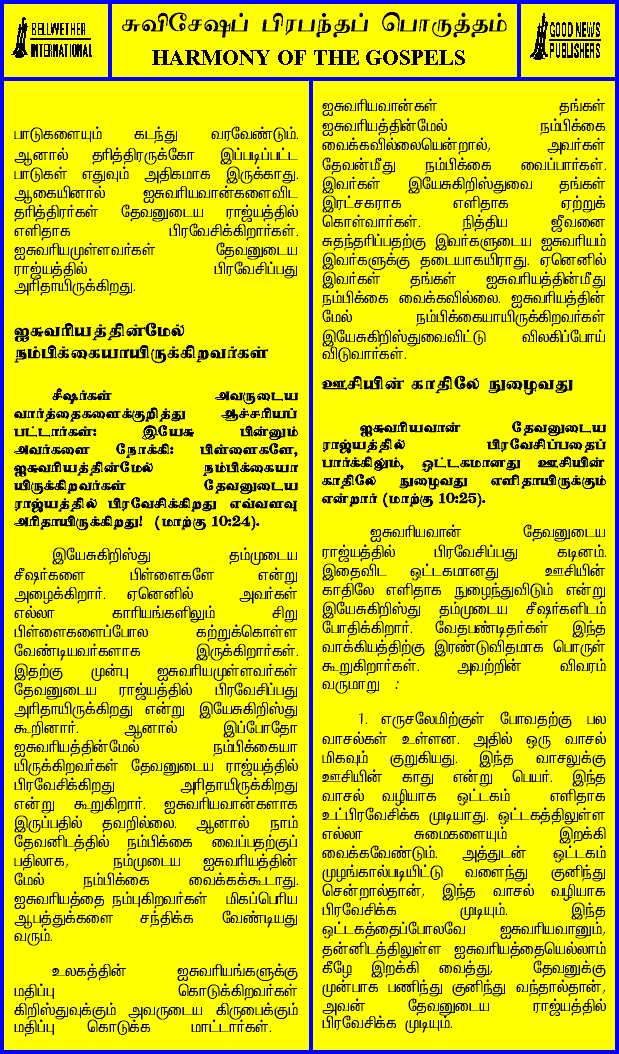 BELLWETHER
INTERNATIONAL
சுவிசேஷப் பிரபந்தப் பொருத்தம்
HARMONY OF THE GOSPELS
GOOD NEWS
PUBLISHERS
பாடுகளையும் கடந்து வரவேண்டும்.
ஆனால் தரித்திரருக்கோ இப்படிப்பட்ட
பாடுகள் எதுவும் அதிகமாக இருக்காது.
ஆகையினால் ஐசுவரியவான்களைவிட
தரித்திரர்கள் தேவனுடைய ராஜ்யத்தில்
எளிதாக பிரவேசிக்கிறார்கள்.
ஐசுவரியமுள்ளவர்கள் தேவனுடைய
ராஜ்யத்தில் பிரவேசிப்பது
அரிதாயிருக்கிறது.
ஐசுவரியத்தின்மேல்
நம்பிக்கையாயிருக்கிறவர்கள்
சீஷர்கள் அவருடைய
வார்த்தைகளைக்குறித்து ஆச்சரியப்
பட்டார்கள்: இயேசு பின்னும்
அவர்களை நோக்கி: பிள்ளைகளே,
ஐசுவரியத்தின்மேல் நம்பிக்கையா
யிருக்கிறவர்கள் தேவனுடைய
ராஜ்யத்தில் பிரவேசிக்கிறது எவ்வளவு
அரிதாயிருக்கிறது! (மாற்கு 10:24).
இயேசுகிறிஸ்து தம்முடைய
சீஷர்களை பிள்ளைகளே என்று
அழைக்கிறார். ஏனெனில் அவர்கள்
எல்லா காரியங்களிலும் சிறு
பிள்ளைகளைப்போல கற்றுக்கொள்ள
வேண்டியவர்களாக இருக்கிறார்கள்.
இதற்கு முன்பு ஐசுவரியமுள்ளவர்கள்
தேவனுடைய ராஜ்யத்தில் பிரவேசிப்பது
அரிதாயிருக்கிறது என்று இயேசுகிறிஸ்து
கூறினார். ஆனால் இப்போதோ
ஐசுவரியத்தின்மேல் நம்பிக்கையா
யிருக்கிறவர்கள் தேவனுடைய ராஜ்யத்தில்
பிரவேசிக்கிறது அரிதாயிருக்கிறது
என்று கூறுகிறார். ஐசுவரியவான்களாக
இருப்பதில் தவறில்லை. ஆனால் நாம்
தேவனிடத்தில் நம்பிக்கை வைப்பதற்குப்
பதிலாக, நம்முடைய ஐசுவரியத்தின்
மேல் நம்பிக்கை வைக்கக்கூடாது.
ஐசுவரியத்தை நம்புகிறவர்கள் மிகப்பெரிய
ஆபத்துக்களை சந்திக்க வேண்டியது
வரும்.
உலகத்தின் ஐசுவரியங்களுக்கு
மதிப்பு கொடுக்கிறவர்கள்
கிறிஸ்துவுக்கும் அவருடைய கிருபைக்கும்
மதிப்பு கொடுக்க மாட்டார்கள்.
ஐசுவரியவான்கள் தங்கள்
ஐசுவரியத்தின்மேல் நம்பிக்கை
வைக்கவில்லையென்றால், அவர்கள்
தேவன்மீது நம்பிக்கை வைப்பார்கள்.
இவர்கள் இயேசுகிறிஸ்துவை தங்கள்
இரட்சகராக எளிதாக ஏற்றுக்
கொள்வார்கள். நித்திய ஜீவனை
சுதந்தரிப்பதற்கு இவர்களுடைய ஐசுவரியம்
இவர்களுக்கு தடையாகயிராது. ஏனெனில்
இவர்கள் தங்கள் ஐசுவரியத்தின்மீது
நம்பிக்கை வைக்கவில்லை. ஐசுவரியத்தின்
மேல் நம்பிக்கையாயிருக்கிறவர்கள்
இயேசுகிறிஸ்துவைவிட்டு விலகிப்போய்
விடுவார்கள்.
ஊசியின் காதிலே நுழைவது
ஐசுவரியவான் தேவனுடைய
ராஜ்யத்தில் பிரவேசிப்பதைப்
பார்க்கிலும், ஒட்டகமானது ஊசியின்
காதிலே நுழைவது எளிதாயிருக்கும்
என்றார் (மாற்கு 10:25).
ஐசுவரியவான் தேவனுடைய
ராஜ்யத்தில் பிரவேசிப்பது கடினம்.
இதைவிட ஒட்டகமானது ஊசியின்
காதிலே எளிதாக நுழைந்துவிடும் என்று
இயேசுகிறிஸ்து தம்முடைய சீஷர்களிடம்
போதிக்கிறார். வேதபண்டிதர்கள் இந்த
வாக்கியத்திற்கு இரண்டுவிதமாக பொருள்
கூறுகிறார்கள். அவற்றின் விவரம்
வருமாறு :
1. எருசலேமிற்குள் போவதற்கு பல
வாசல்கள் உள்ளன. அதில் ஒரு வாசல்
மிகவும் குறுகியது. இந்த வாசலுக்கு
ஊசியின் காது என்று பெயர். இந்த
வாசல் வழியாக ஒட்டகம் எளிதாக
உட்பிரவேசிக்க முடியாது. ஒட்டகத்திலுள்ள
எல்லா சுமைகளையும் இறக்கி
வைக்கவேண்டும். அத்துடன் ஒட்டகம்
முழங்கால்படியிட்டு வளைந்து குனிந்து
சென்றால்தான், இந்த வாசல் வழியாக
பிரவேசிக்க முடியும். இந்த
ஒட்டகத்தைப்போலவே ஐசுவரியவானும்,
தன்னிடத்திலுள்ள ஐசுவரியத்தையெல்லாம்
கீழே இறக்கி வைத்து, தேவனுக்கு
முன்பாக பணிந்து குனிந்து வந்தால்தான்,
அவன் தேவனுடைய ராஜ்யத்தில்
பிரவேசிக்க முடியும்.